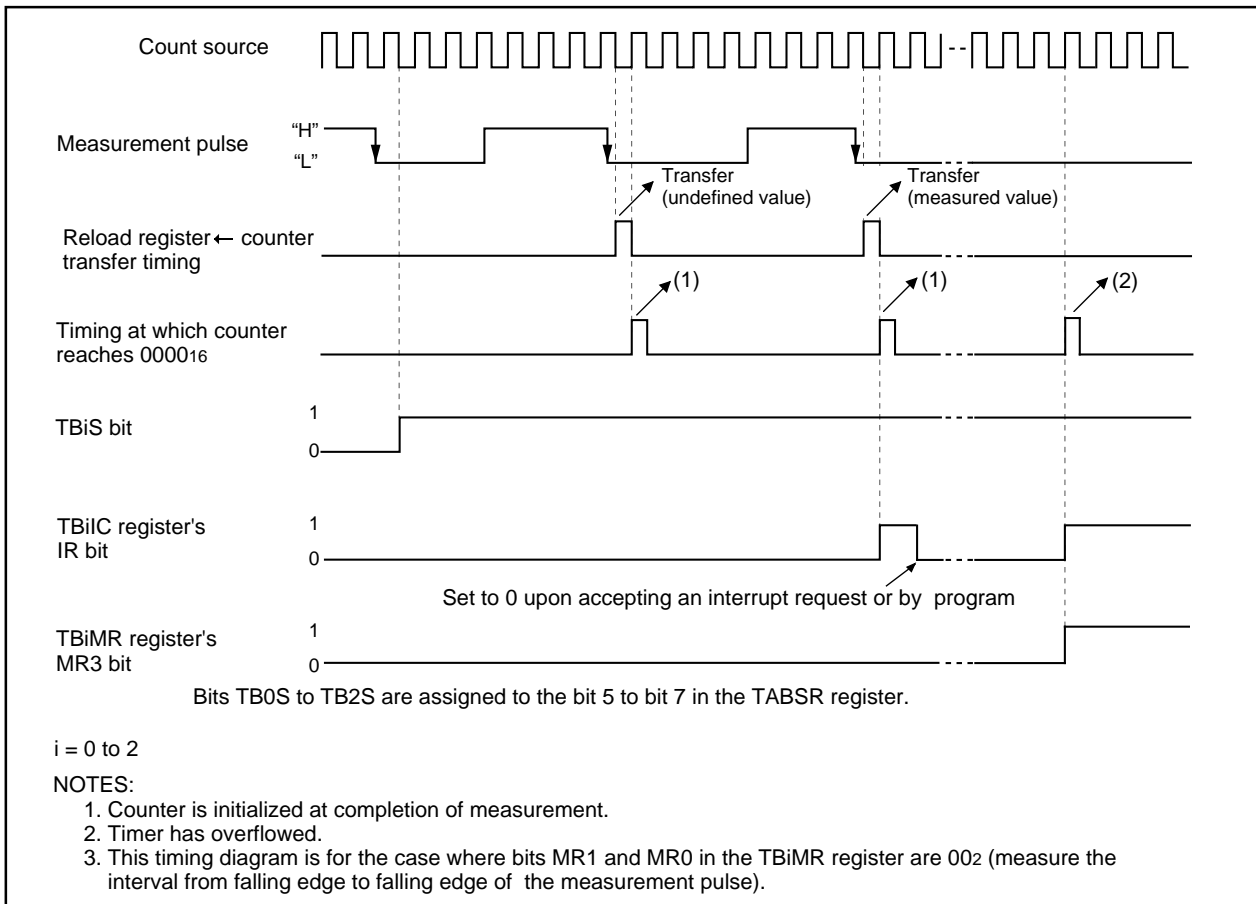 Count source
Measurement pulse
“H”
“L”
Transfer
(undefined value)
Transfer
(measured value)
Reload register ← counter
transfer timing
(1)
(1)
(2)
Timing at which counter
reaches 000016
TBiS bit
1
0
TBiIC register's
IR bit
1
0
Set to 0 upon accepting an interrupt request or by program
TBiMR register's
MR3 bit
1
0
Bits TB0S to TB2S are assigned to the bit 5 to bit 7 in the TABSR register.
i = 0 to 2
NOTES:
1. Counter is initialized at completion of measurement.
2. Timer has overflowed.
3. This timing diagram is for the case where bits MR1 and MR0 in the TBiMR register are 002 (measure the
interval from falling edge to falling edge of the measurement pulse).